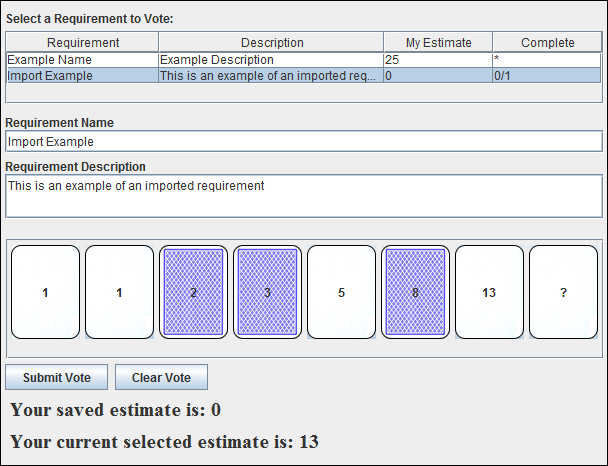 Select a Requirement to Vote:
Requirement Description My Estimate Complete
Example Name Example Description 25 *
Import Example This is an example of an imported req... 0 0/1
Requirement Name
Import Example
Requirement Description
This is an example of an imported requirement
1 1 2 3 5 8 13 ?
Submit Vote Clear Vote
Your saved estimate is: 0
Your current selected estimate is: 13